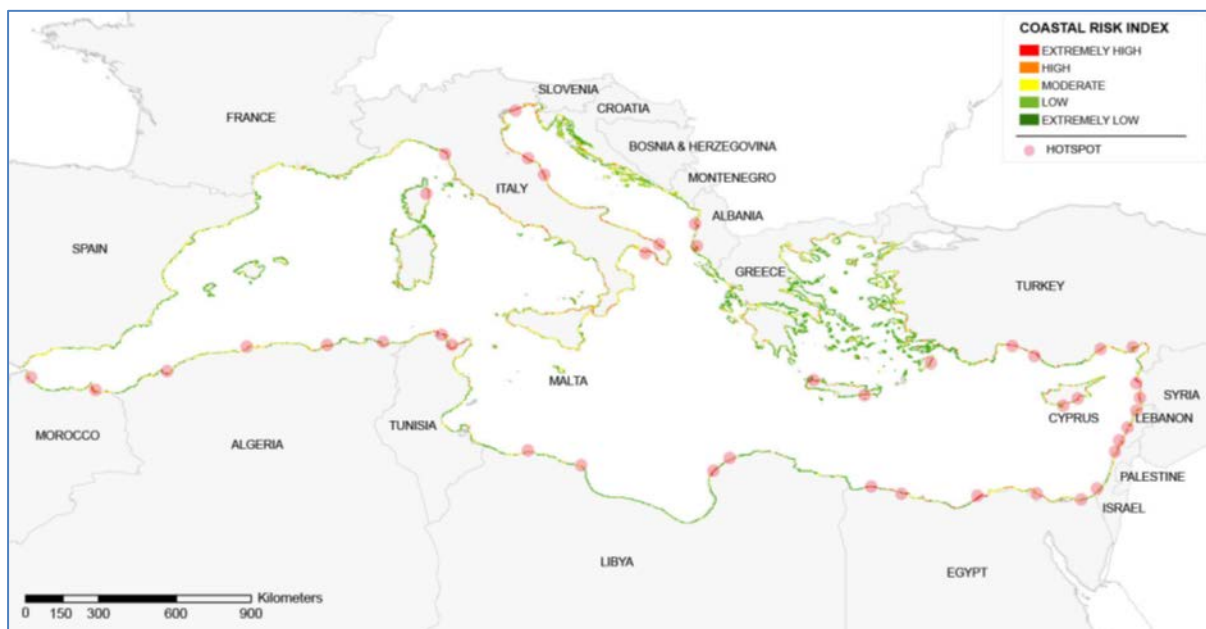 COASTAL RISK INDEX
EXTREMELY HIGH
HIGH
MODERATE
LOW
EXTREMELY LOW
HOTSPOT
SLOVENIA
CROATIA
FRANCE
BOSNIA & HERZEGOVINA
MONTENEGRO
ITALY
ALBANIA
SPAIN
GREECE
TURKEY
MALTA
SYRIA
CYPRUS
LEBANON
TUNISIA
MOROCCO
ALGERIA
PALESTINE
ISRAEL
LIBYA
EGYPT
Kilometers
0 150 300 600 900